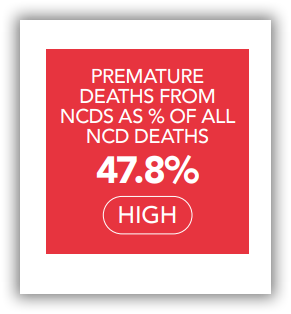 PREMATURE
DEATHS FROM
NCDS AS % OF ALL
NCD DEATHS
47.8%
HIGH